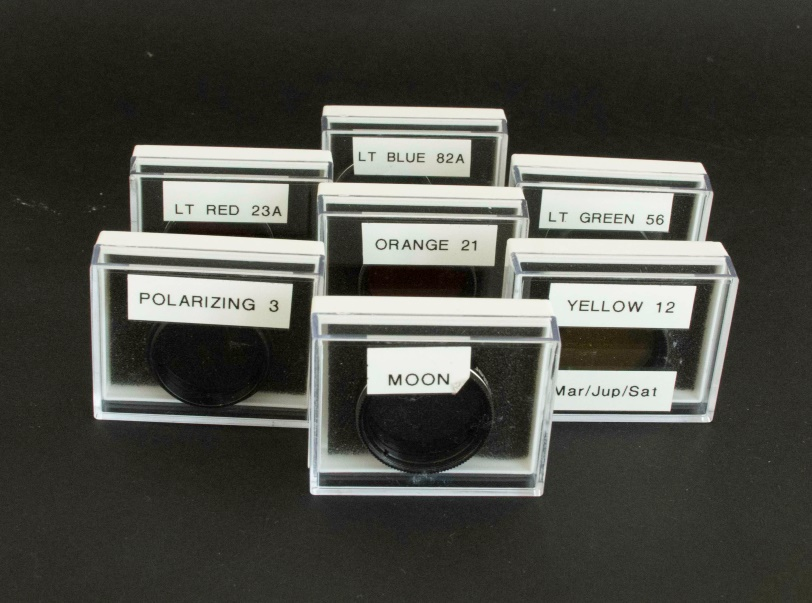 LT BLUE 82A
LT RED 23A
LT GREEN 56
ORANGE 21
POLARIZING 3
YELLOW 12
MOON
Mar/Jup/Sat